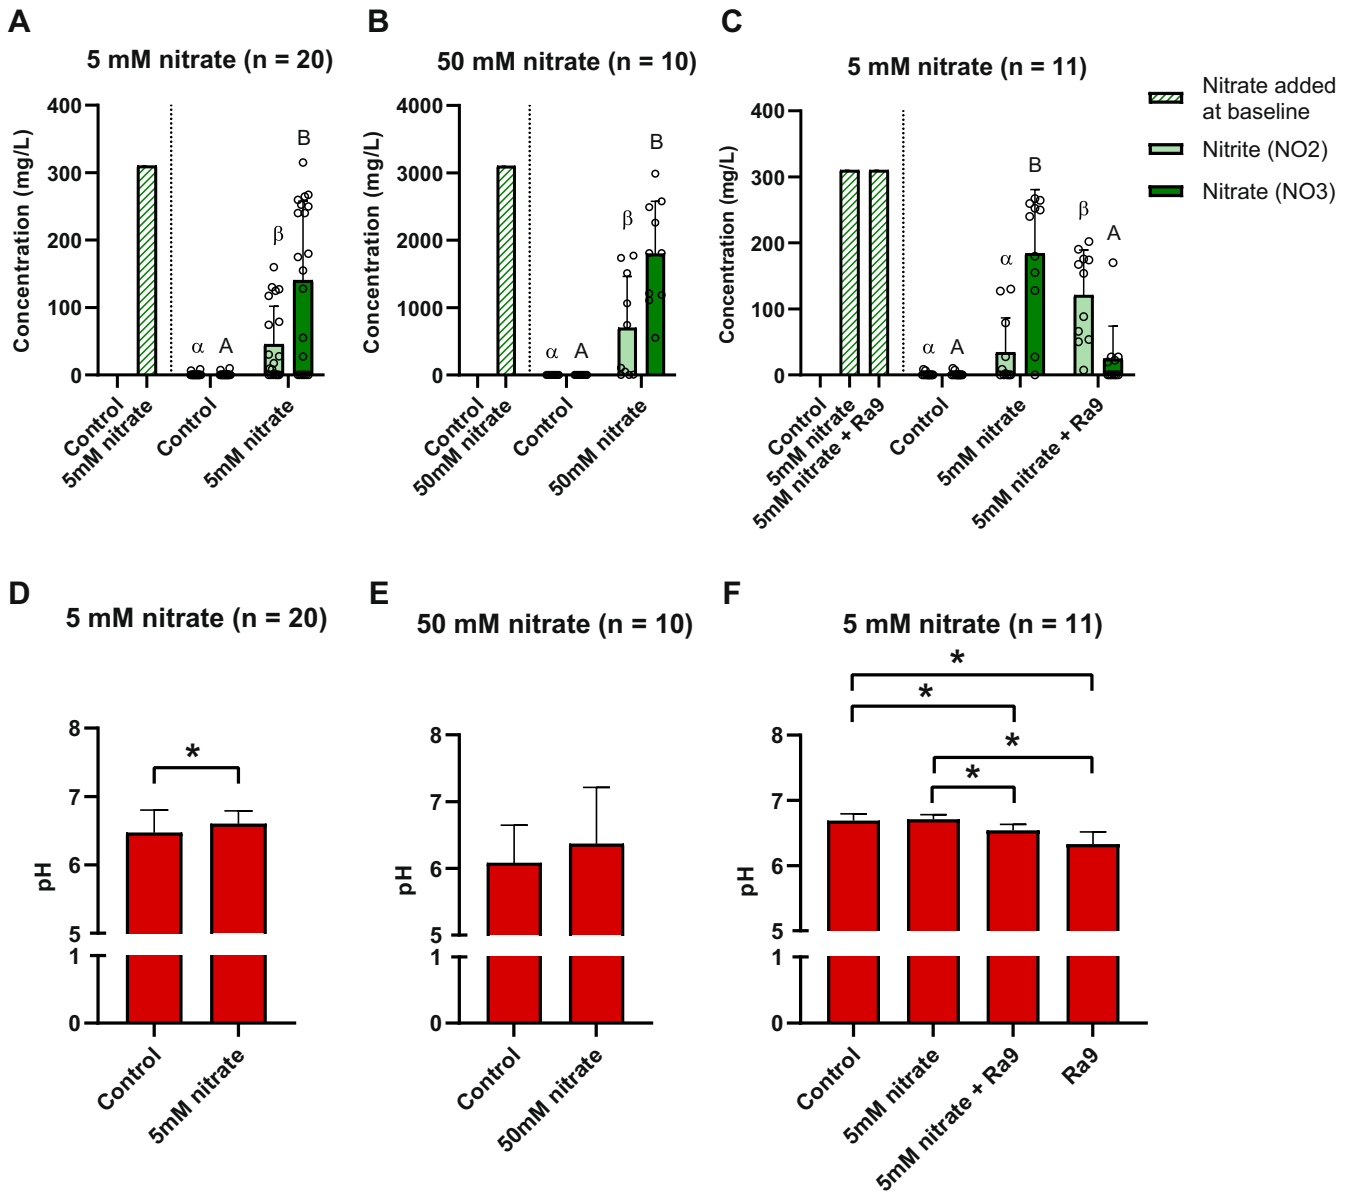 A
5 mM nitrate (n = 20)
Concentration (mg/L)
400
300
200
100
0
α
A
β
B
Control
5mM nitrate
Control
5mM nitrate
B
50 mM nitrate (n = 10)
Concentration (mg/L)
4000
3000
2000
1000
0
α
A
β
B
Control
50mM nitrate
Control
50mM nitrate
C
5 mM nitrate (n = 11)
Concentration (mg/L)
400
300
200
100
0
α
A
α
B
β
A
Control
5mM nitrate
5mM nitrate + Ra9
Control
5mM nitrate
5mM nitrate + Ra9
Nitrate added
at baseline
Nitrite (NO2)
Nitrate (NO3)
D
5 mM nitrate (n = 20)
pH
8
7
6
5
1
0
*
Control
5mM nitrate
E
50 mM nitrate (n = 10)
pH
8
7
6
5
1
0
Control
50mM nitrate
F
5 mM nitrate (n = 11)
pH
8
7
6
5
1
0
*
*
*
*
Control
5mM nitrate
5mM nitrate + Ra9
Ra9